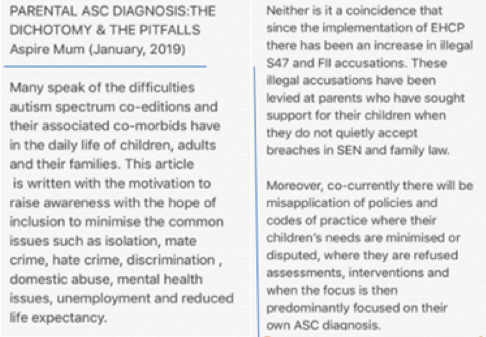 PARENTAL ASC DIAGNOSIS:THE
DICHOTOMY & THE PITFALLS
Aspire Mum (January, 2019)
Many speak of the difficulties
autism spectrum co-editions and
their associated co-morbids have
in the daily life of children, adults
and their families. This article
is written with the motivation to
raise awareness with the hope of
inclusion to minimise the common
issues such as isolation, mate
crime, hate crime, discrimination ,
domestic abuse, mental health
issues, unemployment and reduced
life expectancy.
Neither is it a coincidence that
since the implementation of EHCP
there has been an increase in illegal
S47 and FII accusations. These
illegal accusations have been
levied at parents who have sought
support for their children when
they do not quietly accept
breaches in SEN and family law.
Moreover, co-currently there will be
misapplication of policies and
codes of practice where their
children's needs are minimised or
disputed, where they are refused
assessments, interventions and
when the focus is then
predominantly focused on their
own ASC diagnosis.